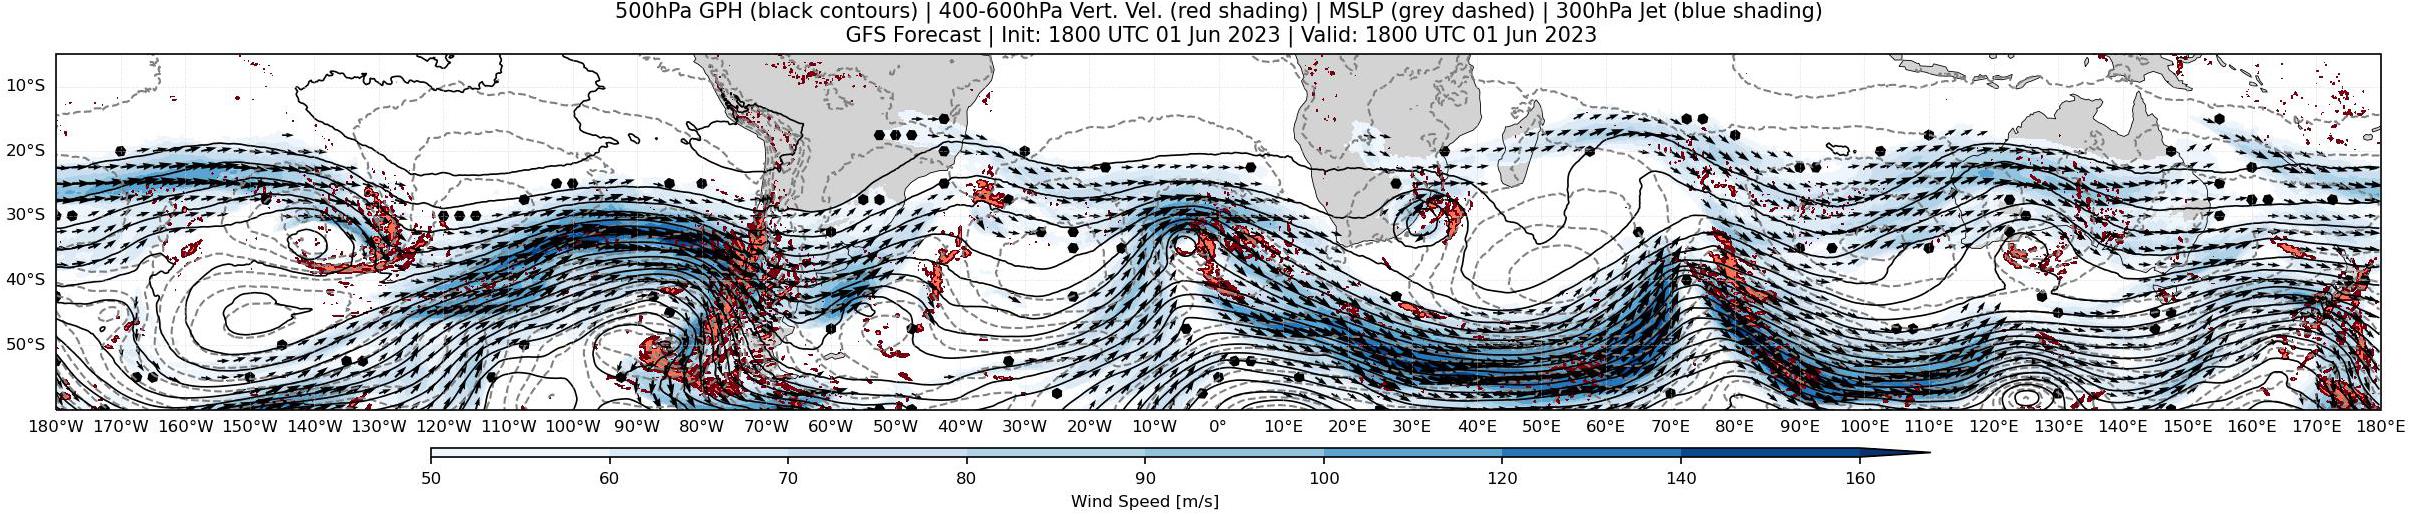 500hPa GPH (black contours) | 400-600hPa Vert. Vel. (red shading) | MSLP (grey dashed) | 300hPa Jet (blue shading)
GFS Forecast | Init: 1800 UTC 01 Jun 2023 | Valid: 1800 UTC 01 Jun 2023
10°S
20°S
30°S
40°S
50°S
180°W 170°W 160°W 150°W 140°W 130°W 120°W 110°W 100°W 90°W 80°W 70°W 60°W 50°W 40°W 30°W 20°W 10°W 0° 10°E 20°E 30°E 40°E 50°E 60°E 70°E 80°E 90°E 100°E 110°E 120°E 130°E 140°E 150°E 160°E 170°E 180°E
50 60 70 80 90 100 120 140 160
Wind Speed [m/s]